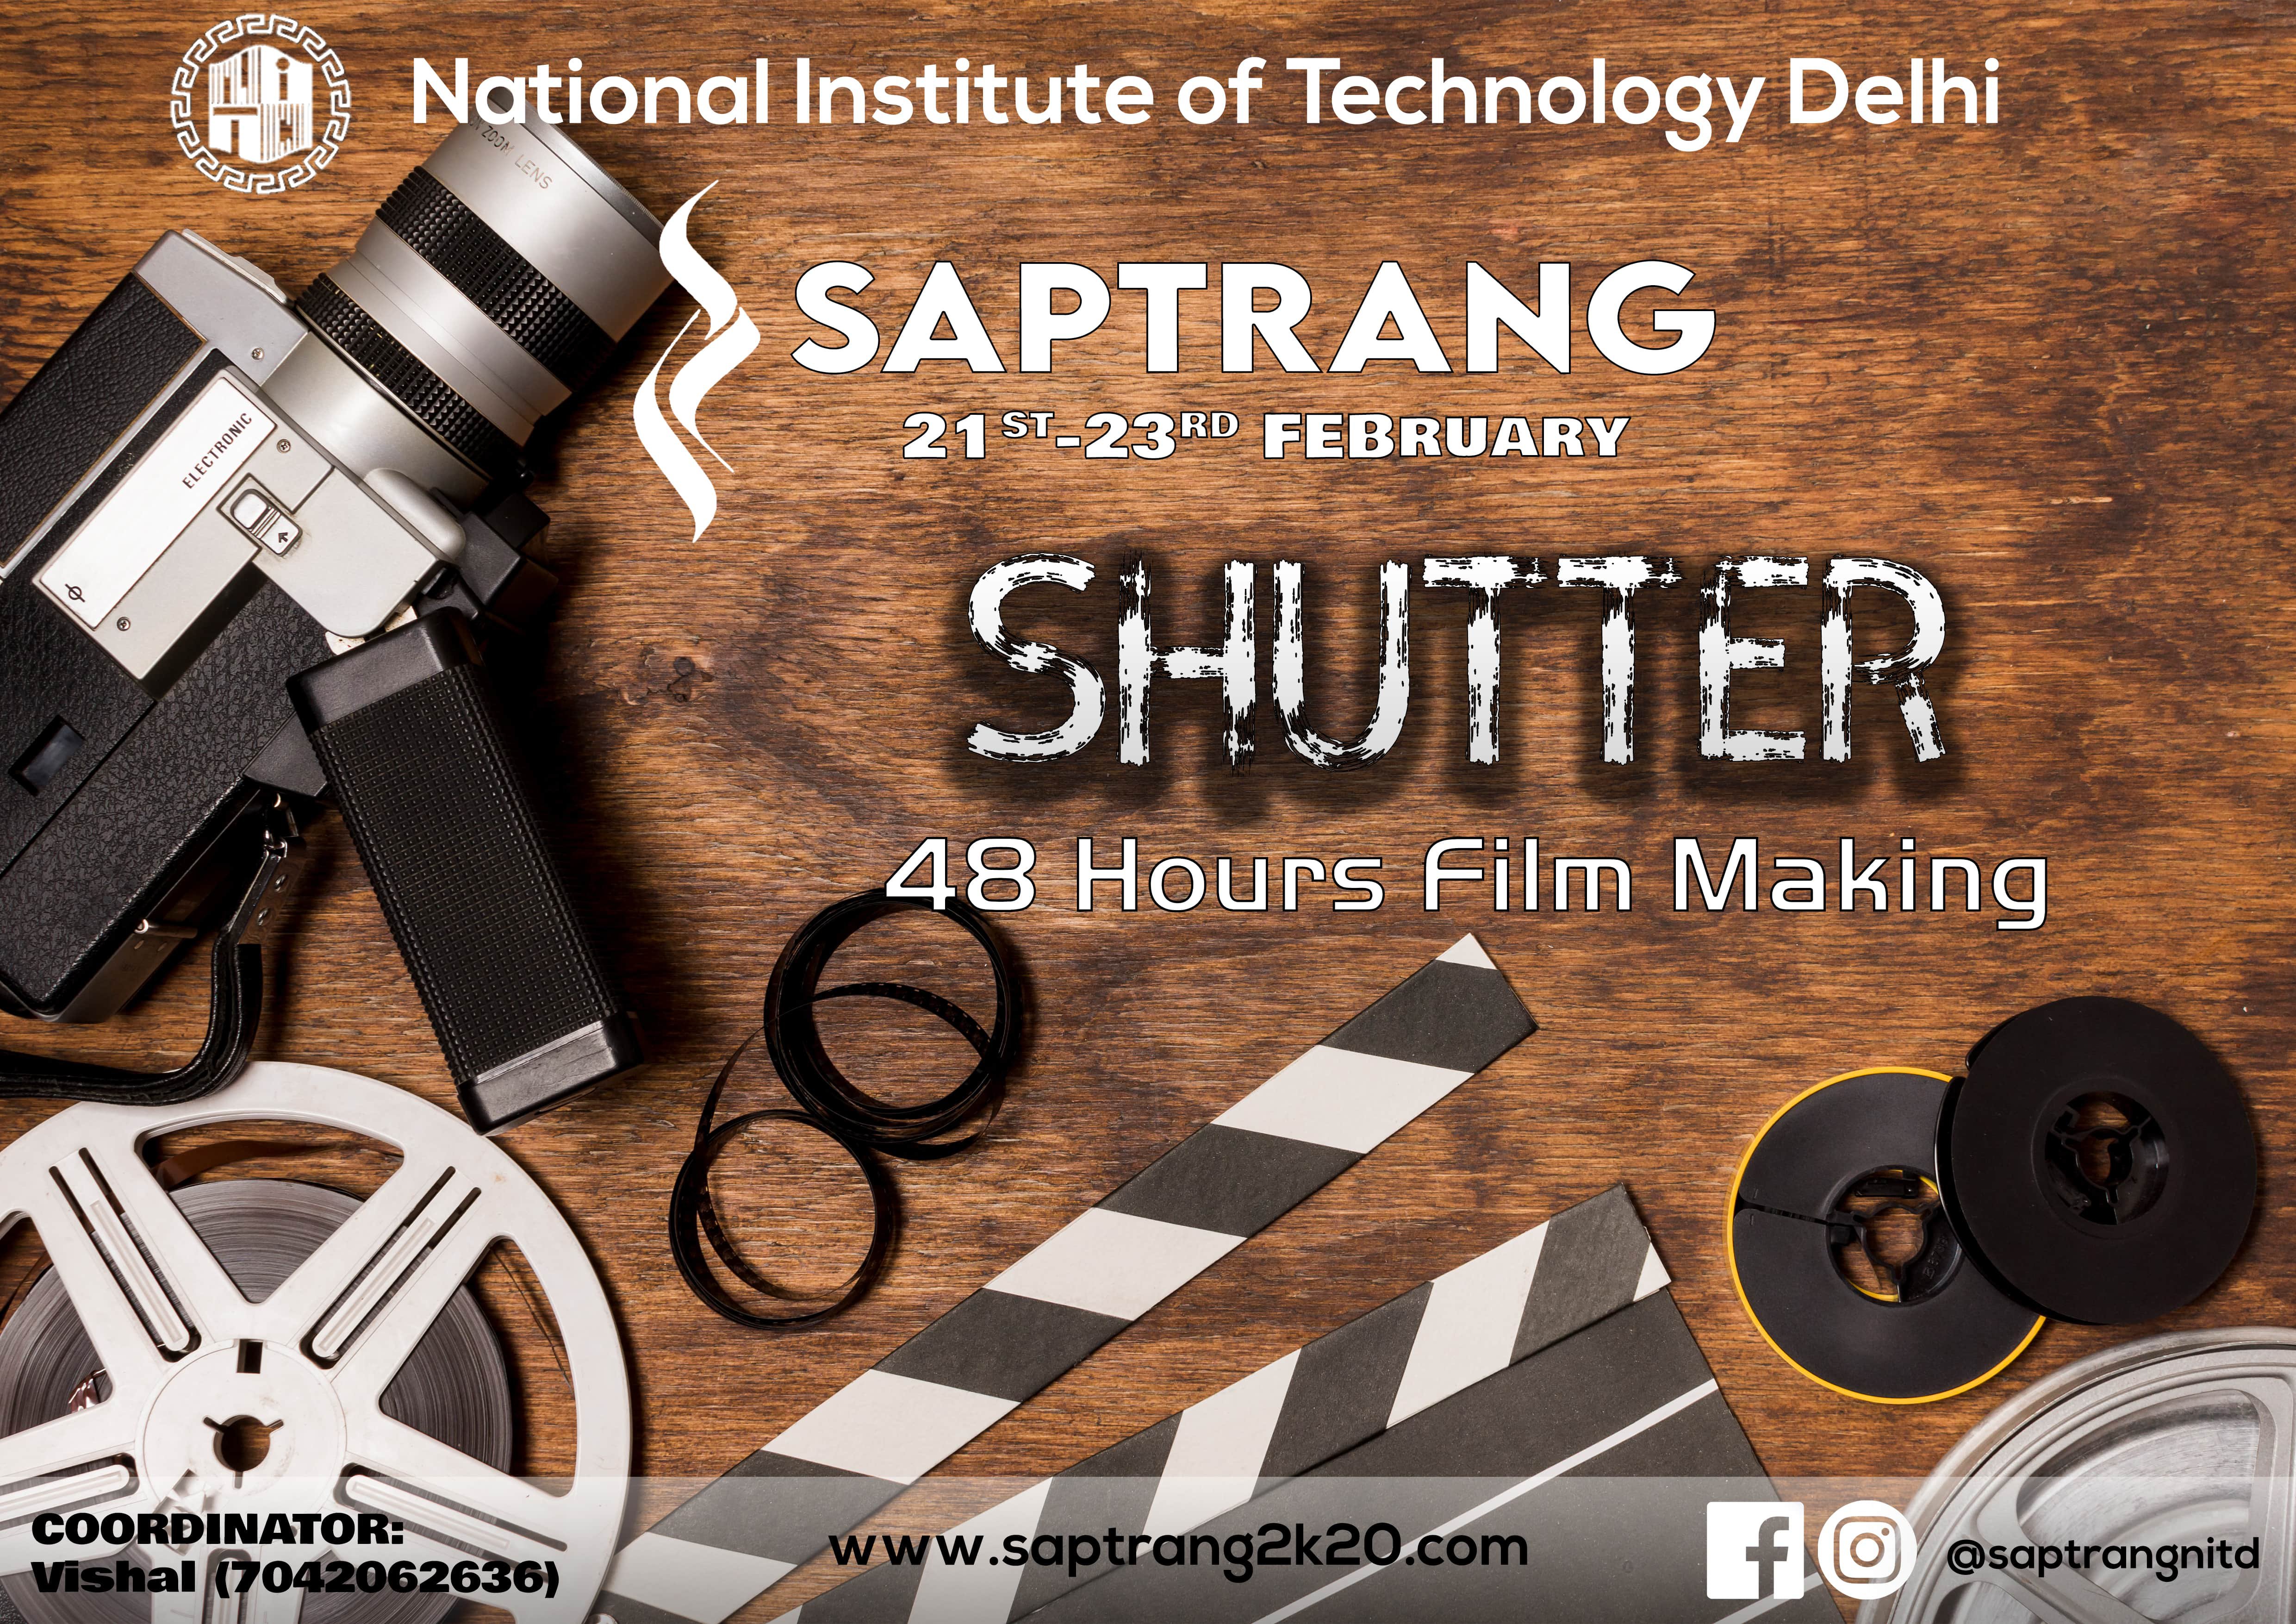 National Institute of Technology Delhi
ZOOM LENS
SAPTRANG
21ST-23RD FEBRUARY
ELECTRONIC
SHUTTER
48 Hours Film Making
COORDINATOR:
Vishal (7042062636)
www.saptrang2k20.com
@saptrangnitd